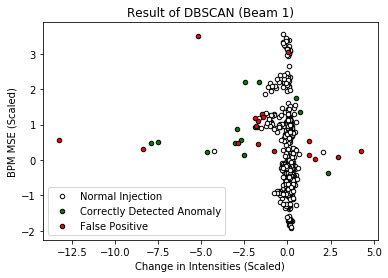 Result of DBSCAN (Beam 1)
BPM MSE (Scaled)
3
2
1
0
−1
−2
Normal Injection
Correctly Detected Anomaly
False Positive
−12.5
−10.0
−7.5
−5.0
−2.5
0.0
2.5
5.0
Change in Intensities (Scaled)